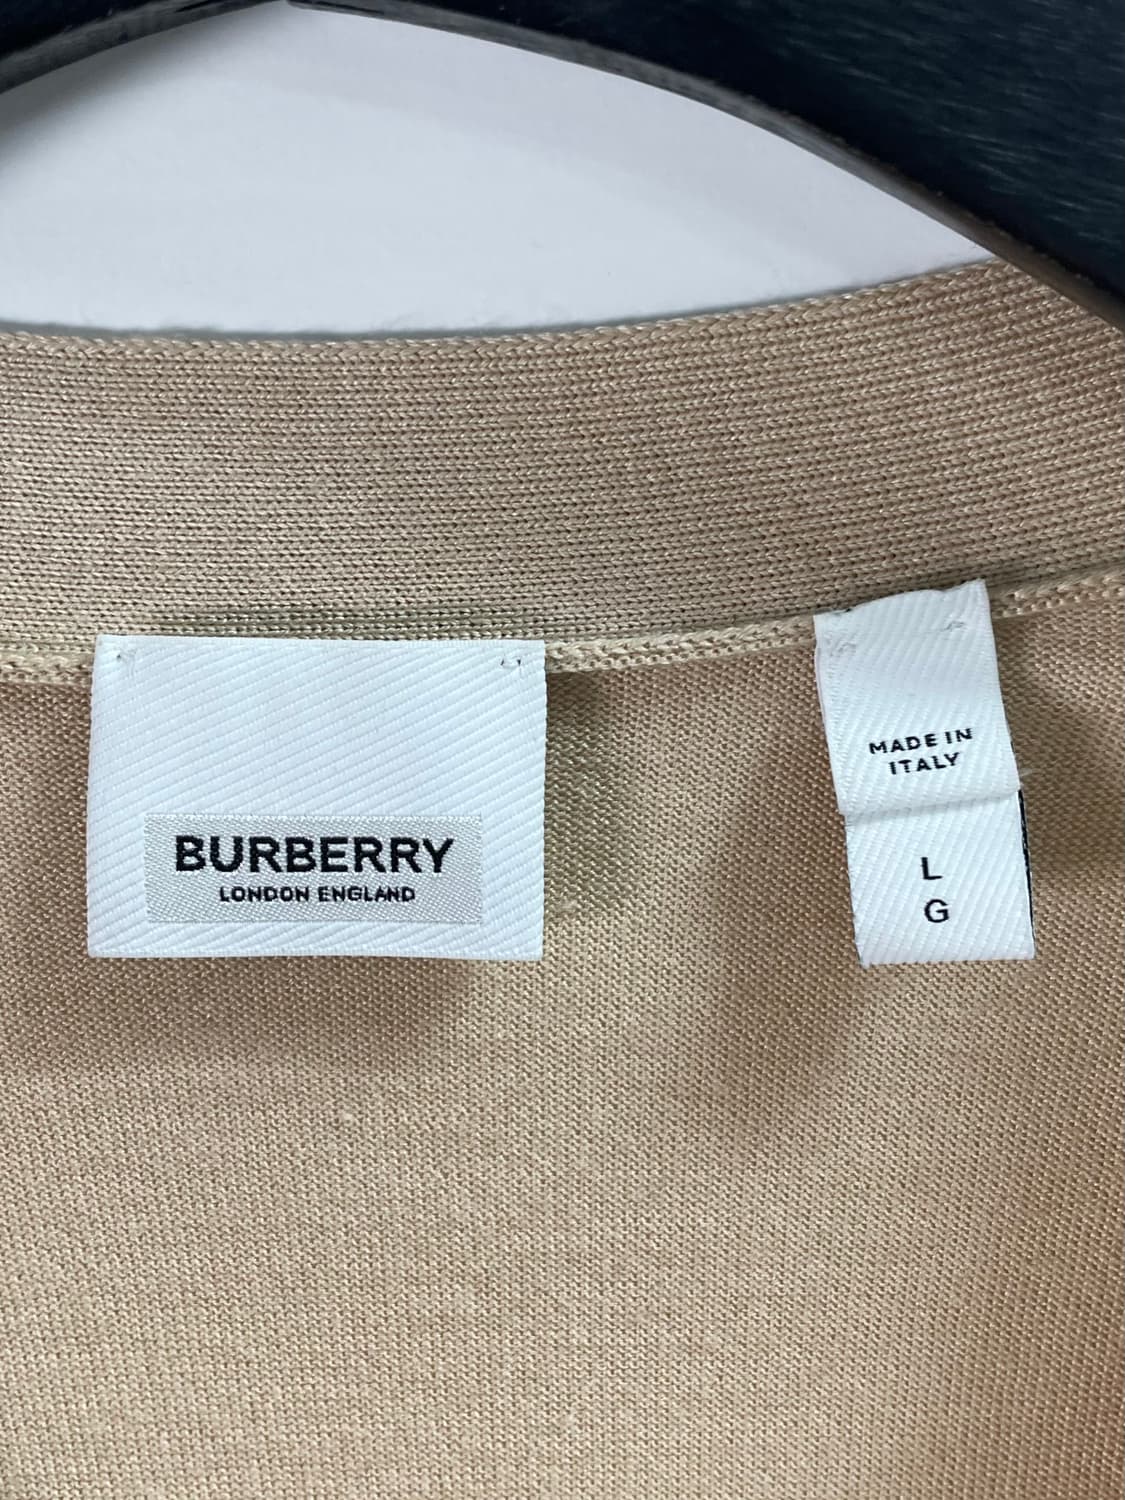 BURBERRY
LONDON ENGLAND
MADE IN
ITALY
L
G